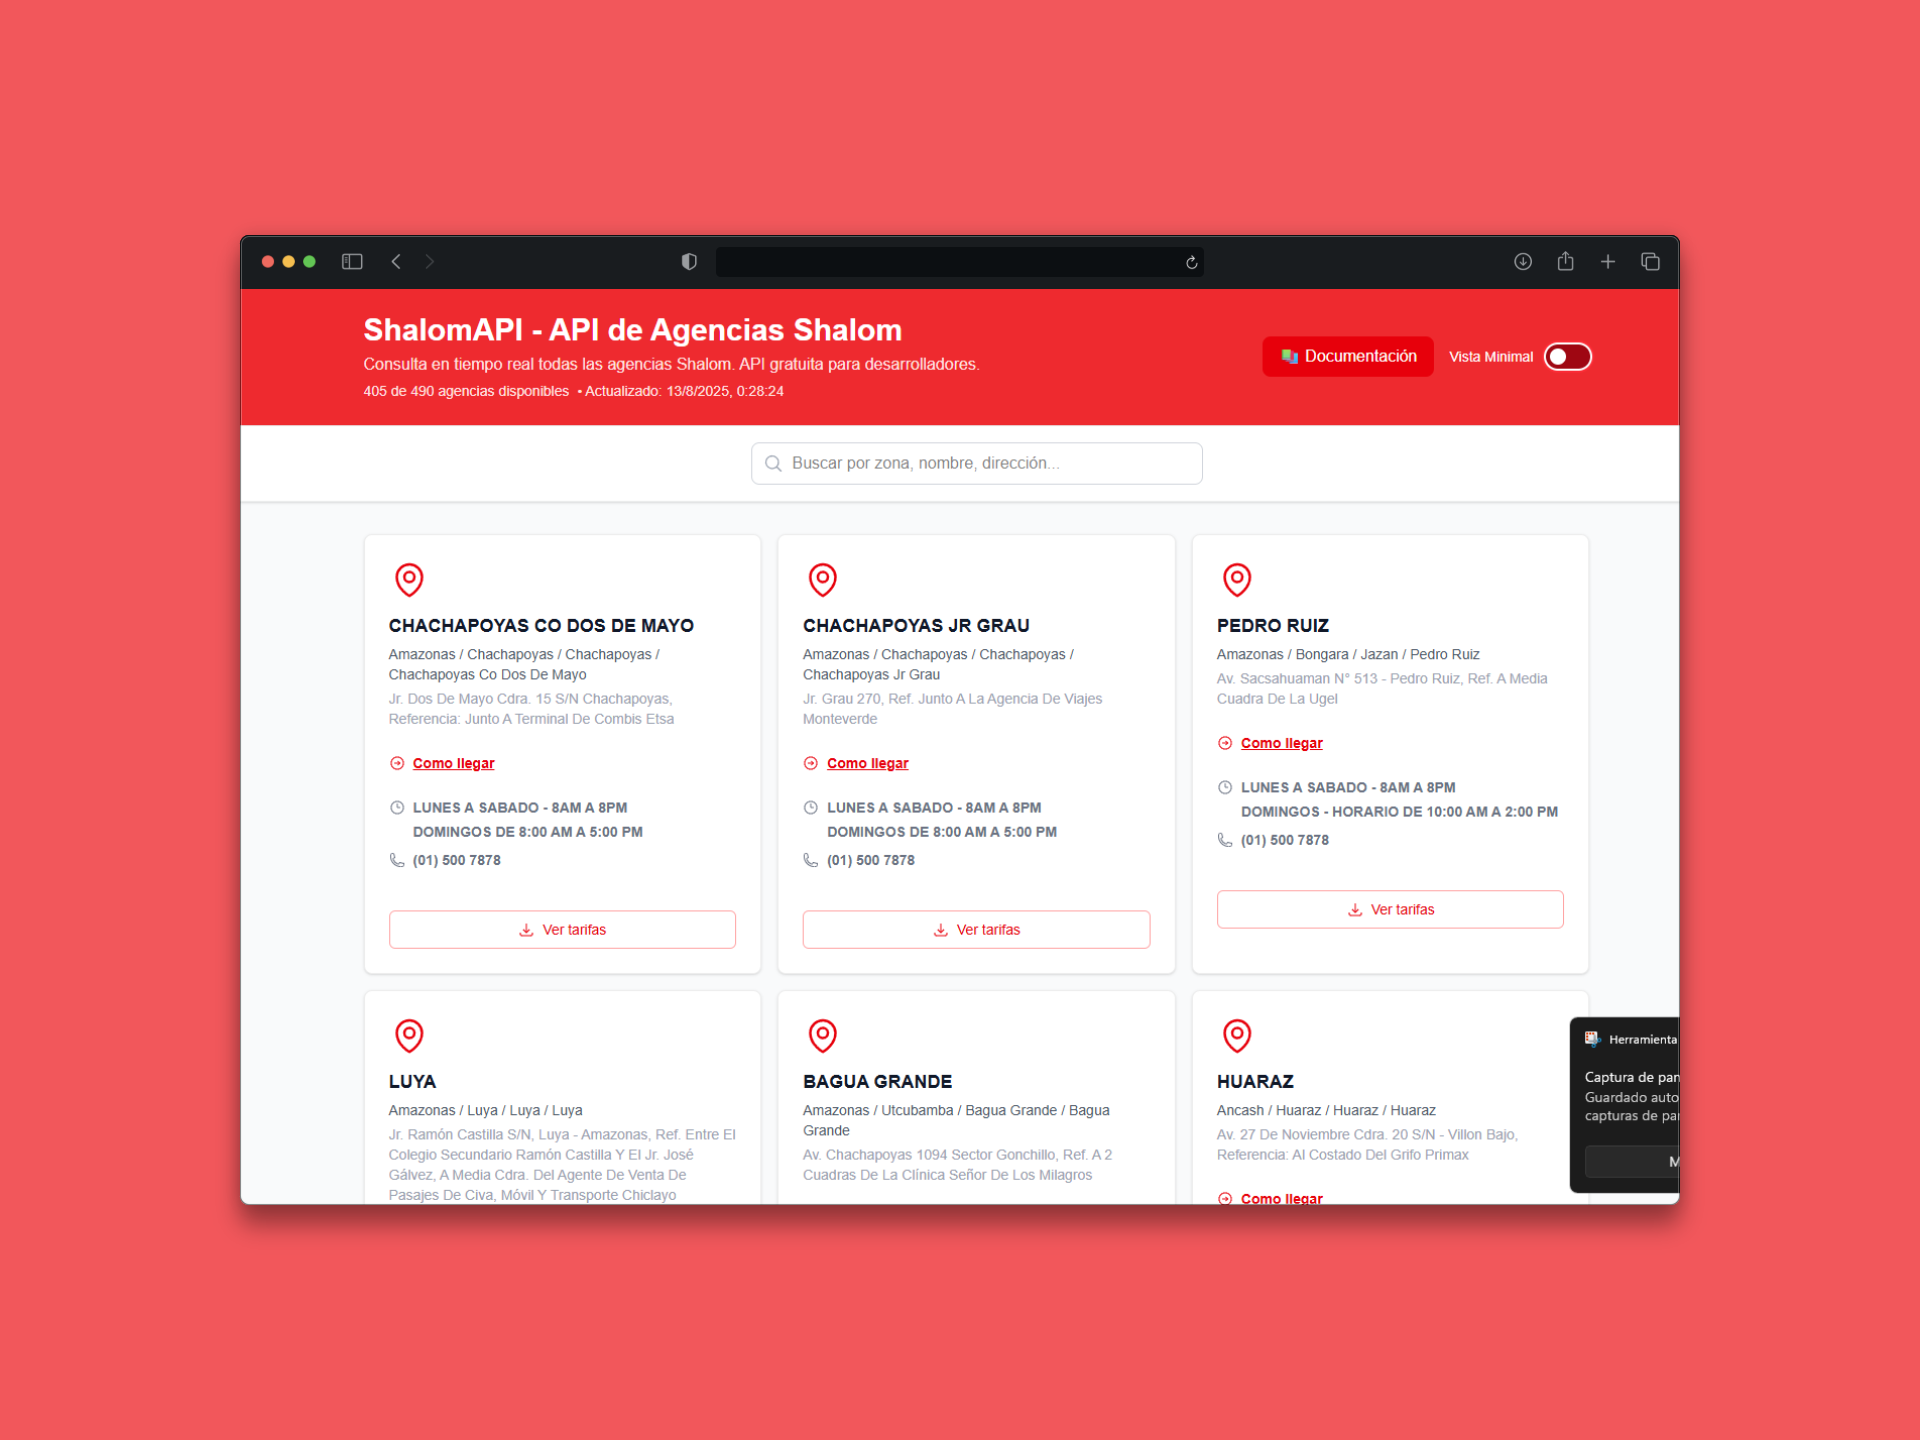 ShalomAPI - API de Agencias Shalom
Consulta en tiempo real todas las agencias Shalom. API gratuita para desarrolladores.
405 de 490 agencias disponibles • Actualizado: 13/8/2025, 0:28:24
Documentación
Vista Minimal
Buscar por zona, nombre, dirección...
CHACHAPOYAS CO DOS DE MAYO
Amazonas / Chachapoyas / Chachapoyas /
Chachapoyas Co Dos De Mayo
Jr. Dos De Mayo Cdra. 15 S/N Chachapoyas,
Referencia: Junto A Terminal De Combis Etsa
Como llegar
LUNES A SABADO - 8AM A 8PM
DOMINGOS DE 8:00 AM A 5:00 PM
(01) 500 7878
Ver tarifas
CHACHAPOYAS JR GRAU
Amazonas / Chachapoyas / Chachapoyas /
Chachapoyas Jr Grau
Jr. Grau 270, Ref. Junto A La Agencia De Viajes
Monteverde
Como llegar
LUNES A SABADO - 8AM A 8PM
DOMINGOS DE 8:00 AM A 5:00 PM
(01) 500 7878
Ver tarifas
PEDRO RUIZ
Amazonas / Bongara / Jazan / Pedro Ruiz
Av. Sacsahuaman N° 513 - Pedro Ruiz, Ref. A Media
Cuadra De La Ugel
Como llegar
LUNES A SABADO - 8AM A 8PM
DOMINGOS - HORARIO DE 10:00 AM A 2:00 PM
(01) 500 7878
Ver tarifas
LUYA
Amazonas / Luya / Luya / Luya
Jr. Ramón Castilla S/N, Luya - Amazonas, Ref. Entre El
Colegio Secundario Ramón Castilla Y El Jr. José
Gálvez, A Media Cdra. Del Agente De Venta De
Pasajes De Civa, Móvil Y Transporte Chiclayo
BAGUA GRANDE
Amazonas / Utcubamba / Bagua Grande / Bagua
Grande
Av. Chachapoyas 1094 Sector Gonchillo, Ref. A 2
Cuadras De La Clínica Señor De Los Milagros
HUARAZ
Ancash / Huaraz / Huaraz / Huaraz
Av. 27 De Noviembre Cdra. 20 S/N - Villon Bajo,
Referencia: Al Costado Del Grifo Primax
Como llegar
Herramienta
Captura de pan
Guardado auto
capturas de pa
M